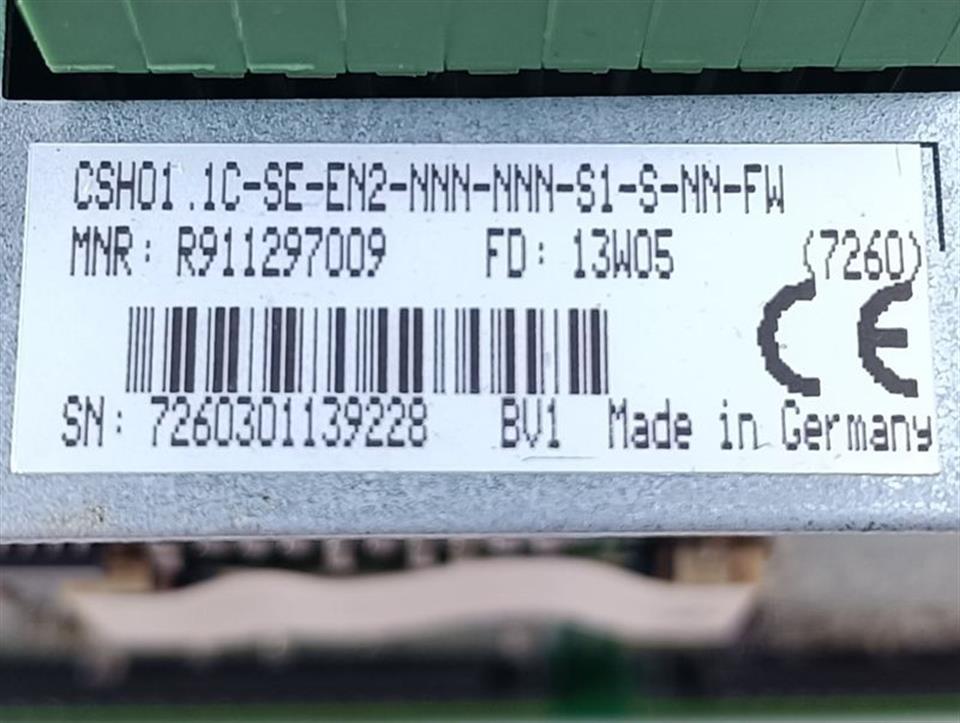 CSH01.1C-SE-EN2-NNN-NNN-S1-S-NN-FW
MNR: R911297009 FD: 13W05 (7260)
CE
SN: 7260301139228 BV1 Made in Germany